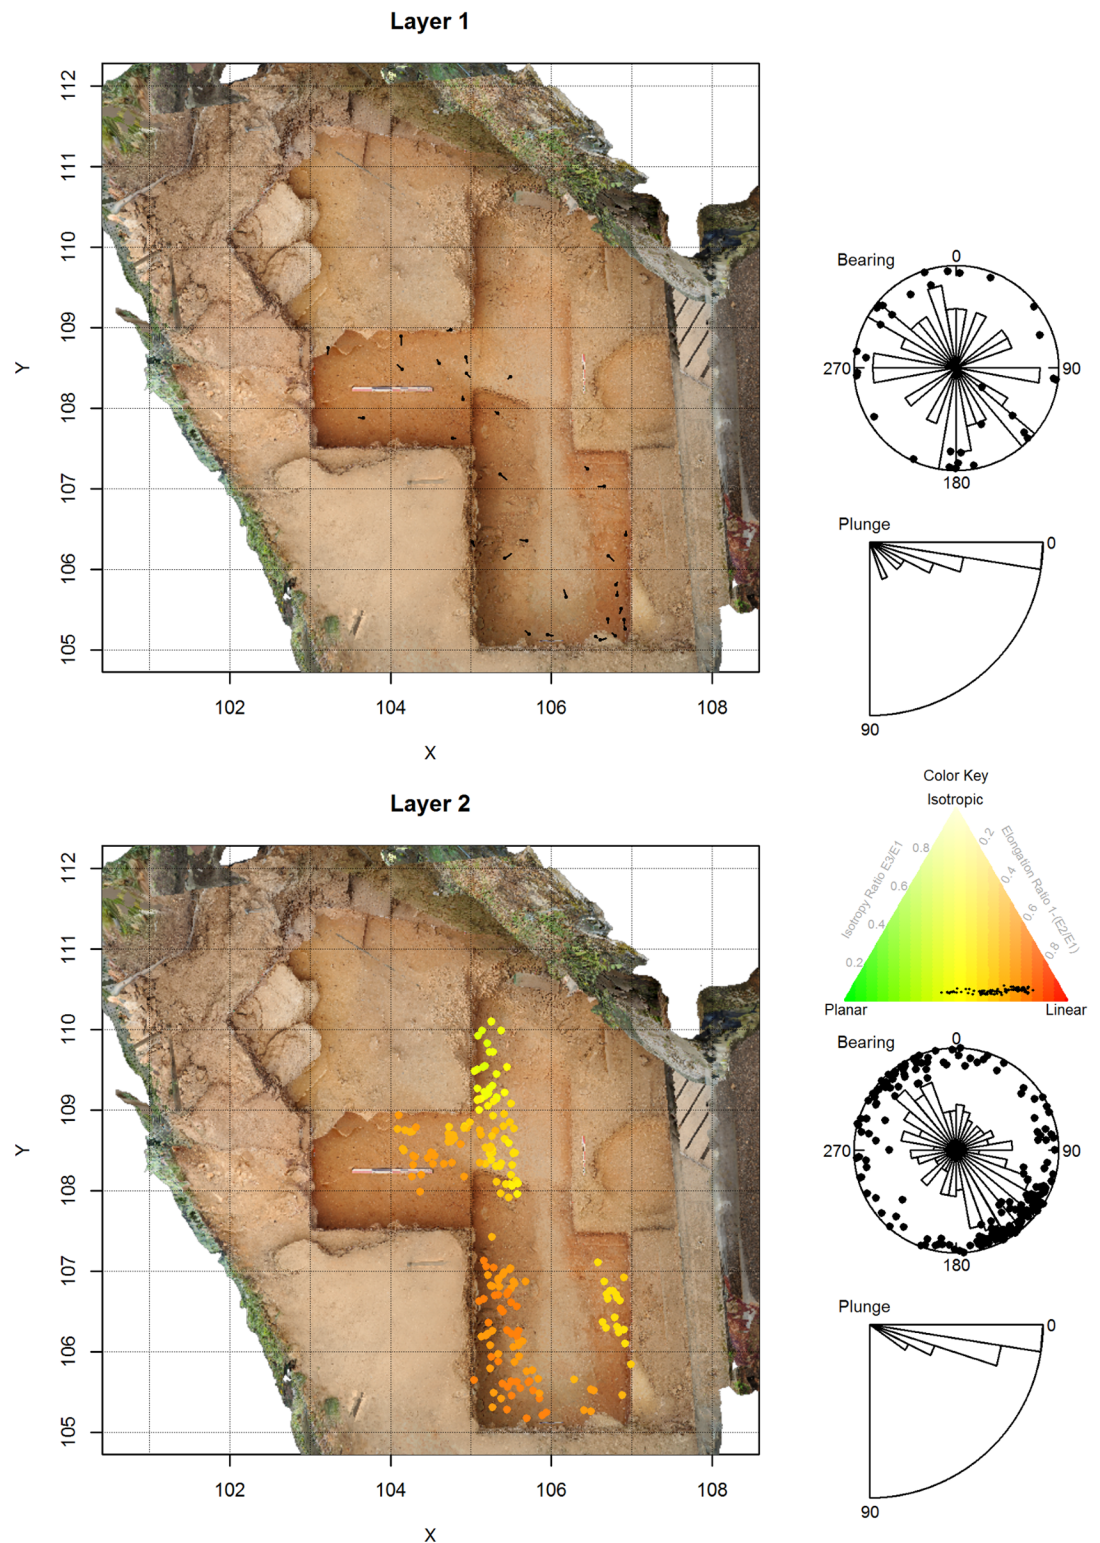 Layer 1
112
111
110
109
108
107
106
105
Y
102
104
106
108
X
Bearing
0
90
180
270
Plunge
0
90
Layer 2
112
111
110
109
108
107
106
105
Y
102
104
106
108
X
Color Key
Isotropic
Isotropy Ratio E3/E1
0.8
0.6
0.4
0.2
Elongation Ratio 1-(E2/E1)
0.2
0.4
0.6
0.8
Planar
Linear
Bearing
0
90
180
270
Plunge
0
90